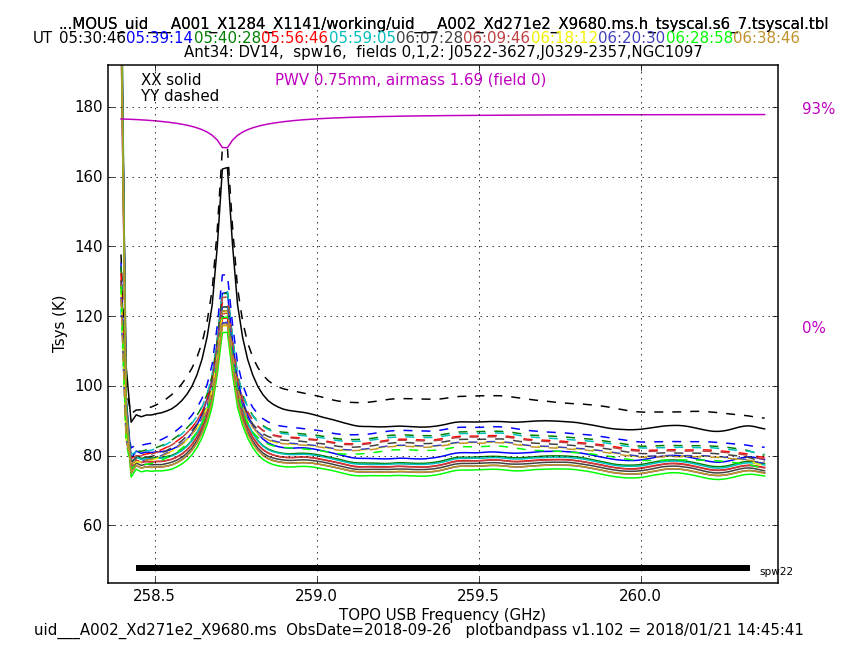 ...MOUS_uid___A001_X1284_X1141/working/uid___A002_Xd271e2_X9680.ms.h_tsyscal.s6_7.tsyscal.tbl
UT 05:30:46 05:39:14 05:40:28 05:56:46 05:59:05 06:07:28 06:09:46 06:18:12 06:20:30 06:28:58 06:38:46
Ant34: DV14, spw16, fields 0,1,2: J0522-3627,J0329-2357,NGC1097
XX solid
PWV 0.75mm, airmass 1.69 (field 0)
YY dashed
180
93%
160
140
120
0%
100
80
60
Tsys (K)
spw22
258.5 259.0 259.5 260.0
TOPO USB Frequency (GHz)
uid___A002_Xd271e2_X9680.ms ObsDate=2018-09-26 plotbandpass v1.102 = 2018/01/21 14:45:41